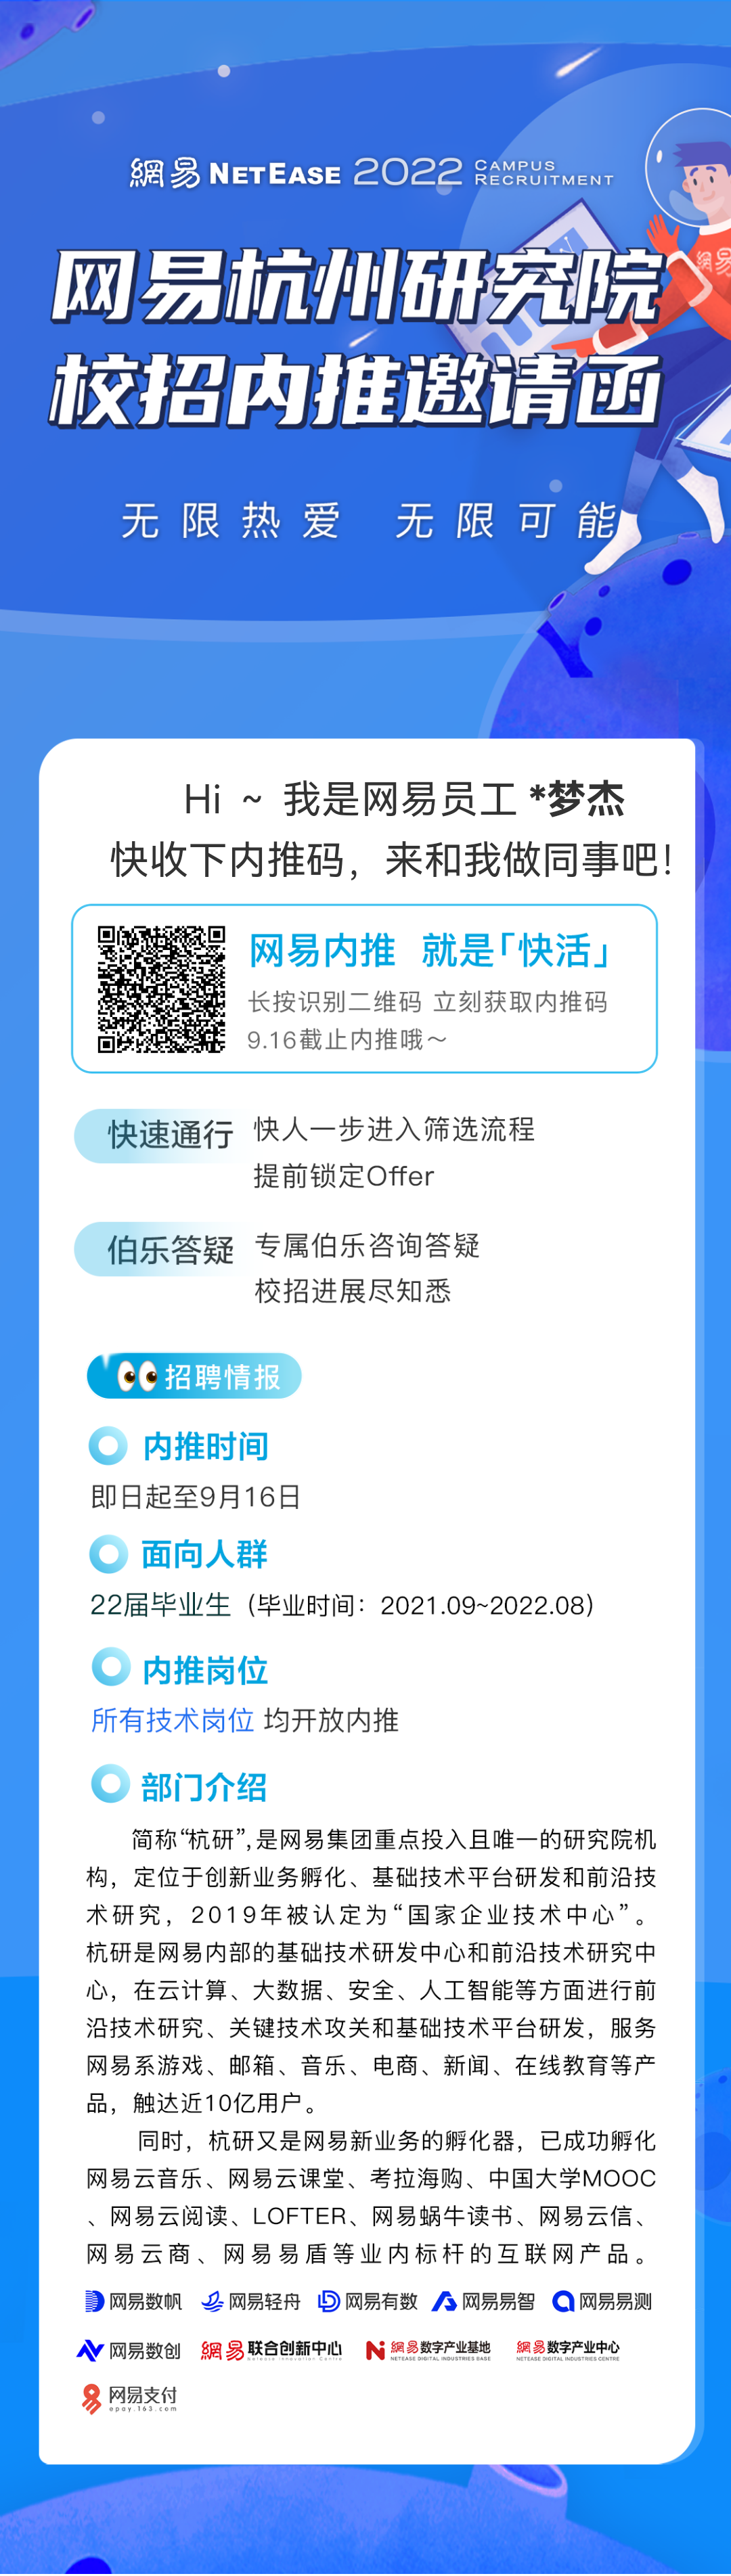 網易 NETEASE 2022 CAMPUS RECRUITMENT
网易杭州研究院
校招内推邀请函
無易
无限热爱 无限可能
Hi ~ 我是网易员工 *梦杰
快收下内推码，来和我做同事吧！
网易内推 就是「快活」
长按识别二维码 立刻获取内推码
9.16截止内推哦～
快速通行
快人一步进入筛选流程
提前锁定Offer
伯乐答疑
专属伯乐咨询答疑
校招进展尽知悉
招聘情报
内推时间
即日起至9月16日
面向人群
22届毕业生（毕业时间：2021.09~2022.08）
内推岗位
所有技术岗位 均开放内推
部门介绍
简称“杭研”，是网易集团重点投入且唯一的研究院机
构，定位于创新业务孵化、基础技术平台研发和前沿技
术研究，2019年被认定为“国家企业技术中心”。
杭研是网易内部的基础技术研发中心和前沿技术研究中
心，在云计算、大数据、安全、人工智能等方面进行前
沿技术研究、关键技术攻关和基础技术平台研发，服务
网易系游戏、邮箱、音乐、电商、新闻、在线教育等产
品，触达近10亿用户。
同时，杭研又是网易新业务的孵化器，已成功孵化
网易云音乐、网易云课堂、考拉海购、中国大学MOOC
、网易云阅读、LOFTER、网易蜗牛读书、网易云信、
网易云商、网易易盾等业内标杆的互联网产品。
网易数帆 网易轻舟 网易有数 网易易智 网易易测
网易数创 網易联合创新中心 網易数字产业基地 網易数字产业中心
NetEase Innovation Centre NETEASE DIGITAL INDUSTRIES BASE NETEASE DIGITAL INDUSTRIES CENTRE
网易支付
epay.163.com